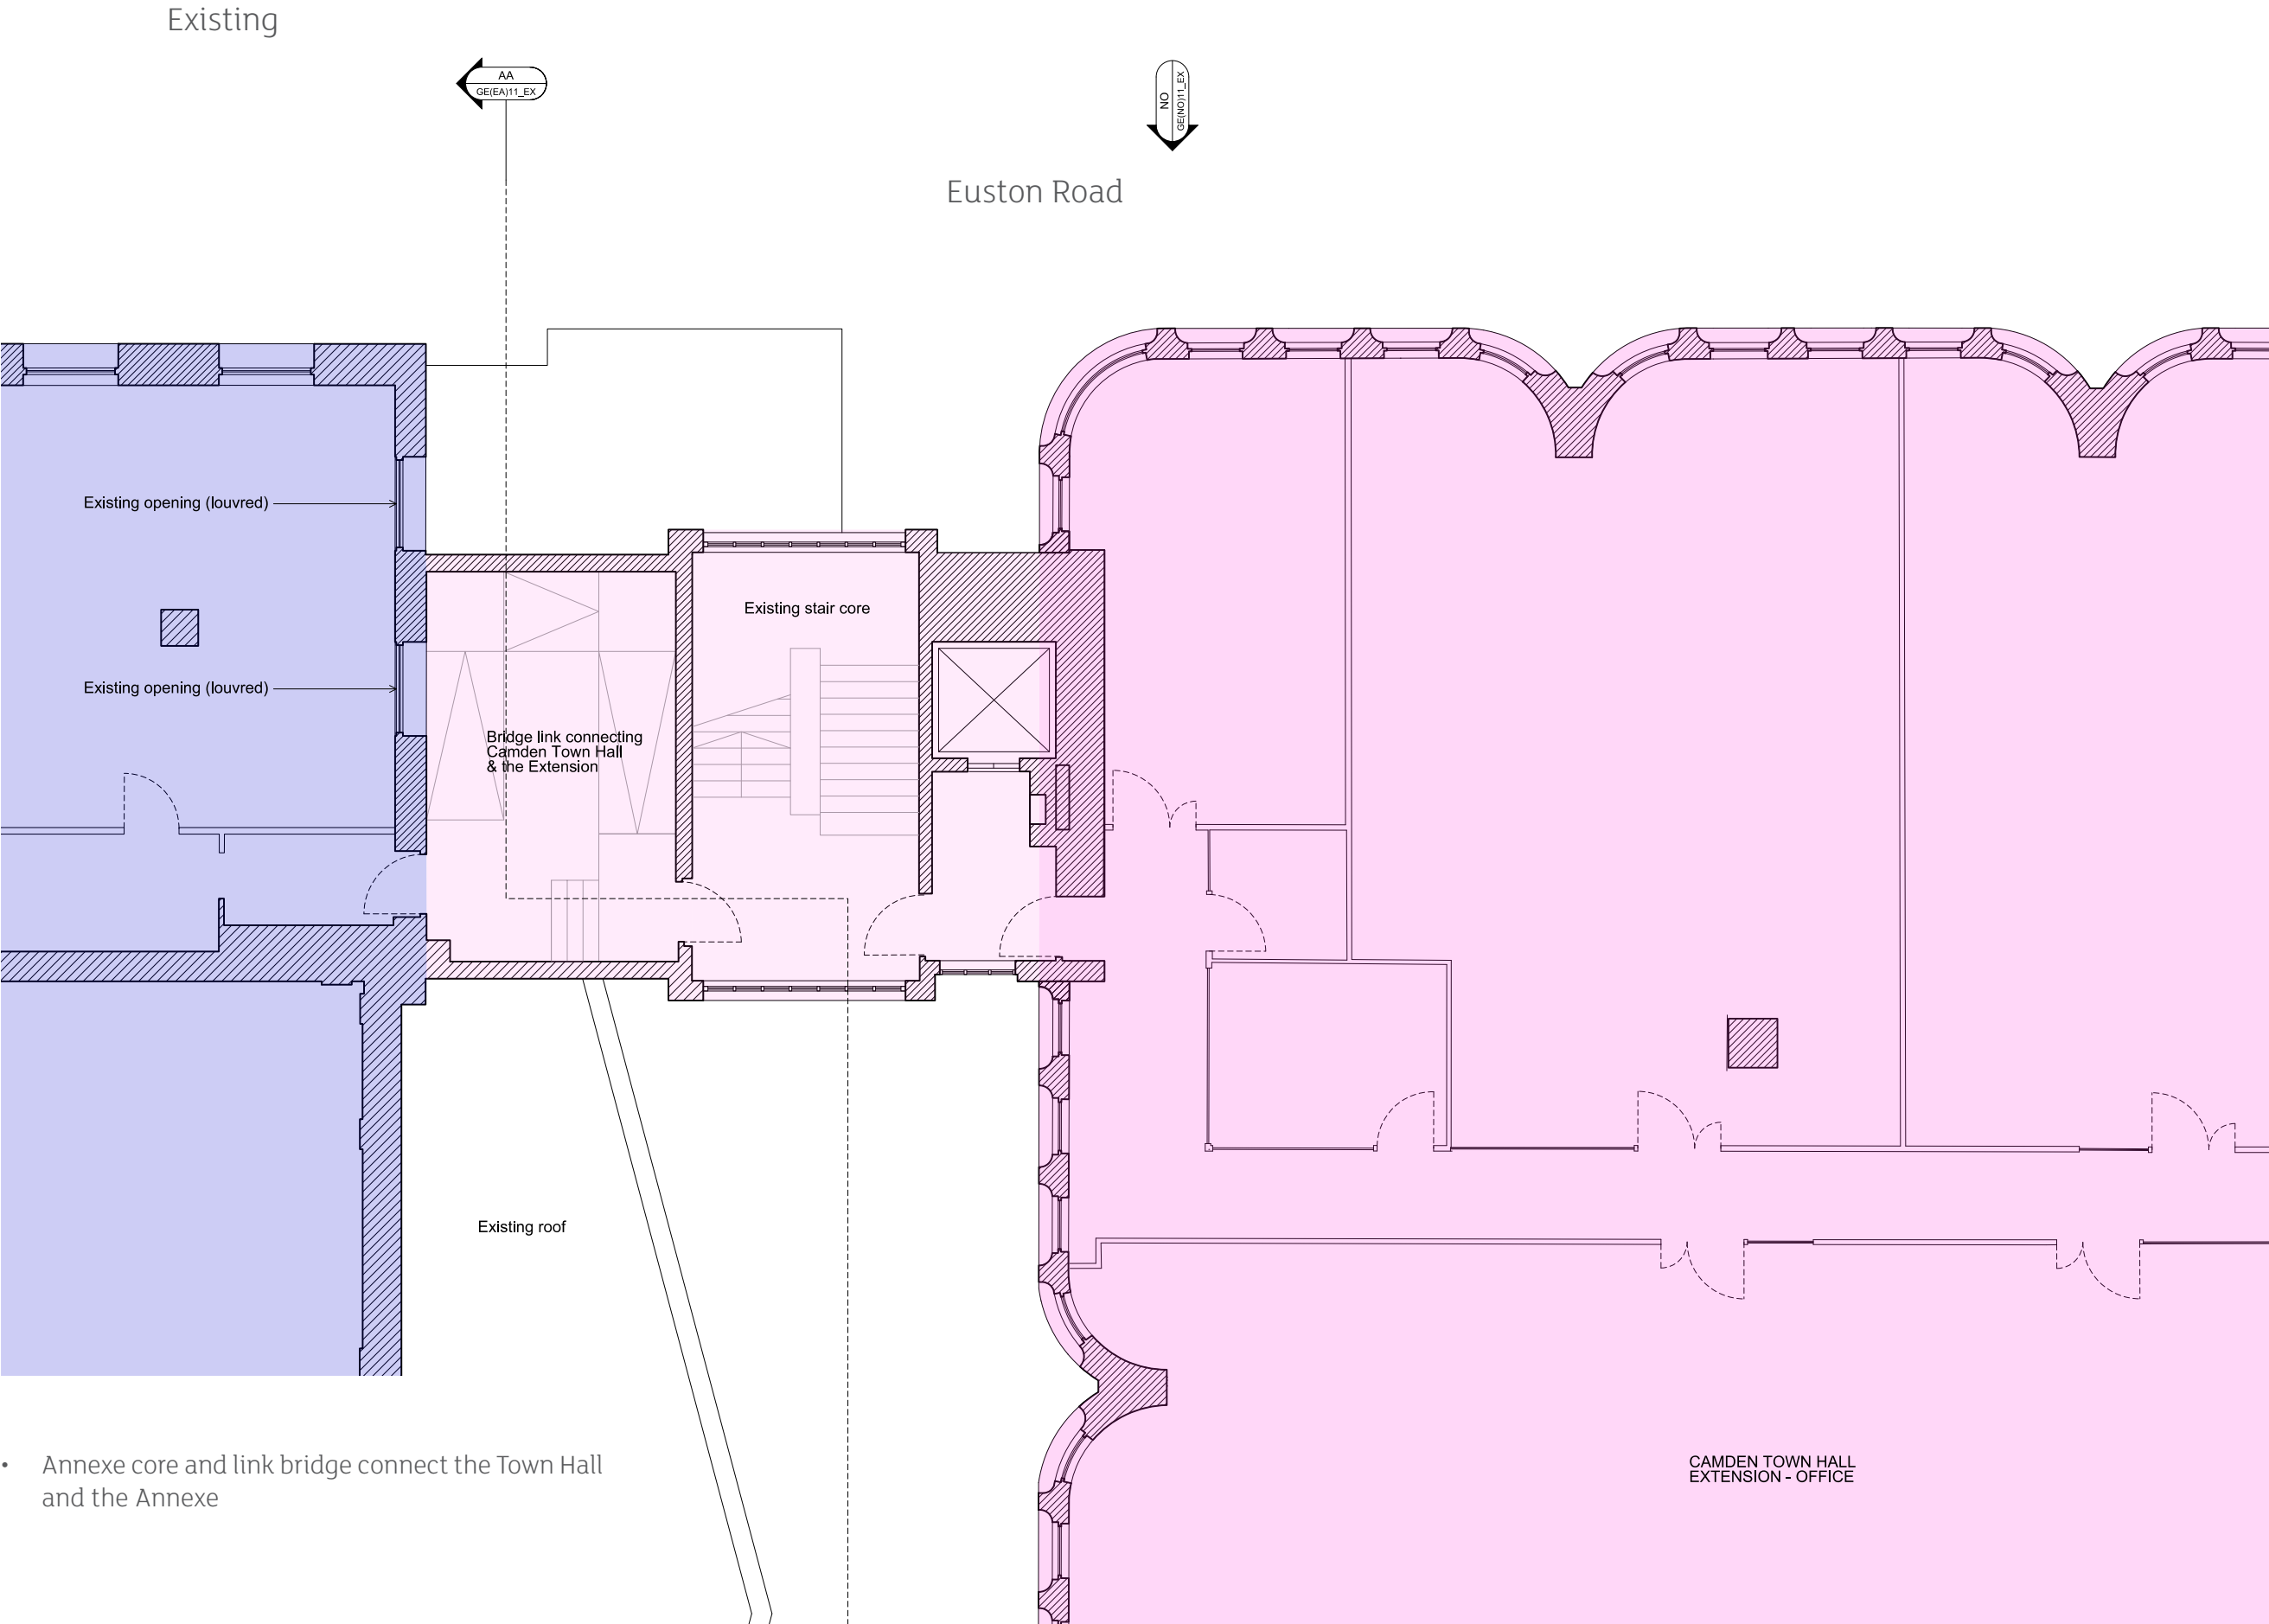 Existing
AA
GE(EA)11_EX
NO
GE(NO)11_EX
Euston Road
Existing opening (louvred)
Existing stair core
Existing opening (louvred)
Bridge link connecting
Camden Town Hall
& the Extension
Existing roof
• Annexe core and link bridge connect the Town Hall
and the Annexe
CAMDEN TOWN HALL
EXTENSION - OFFICE